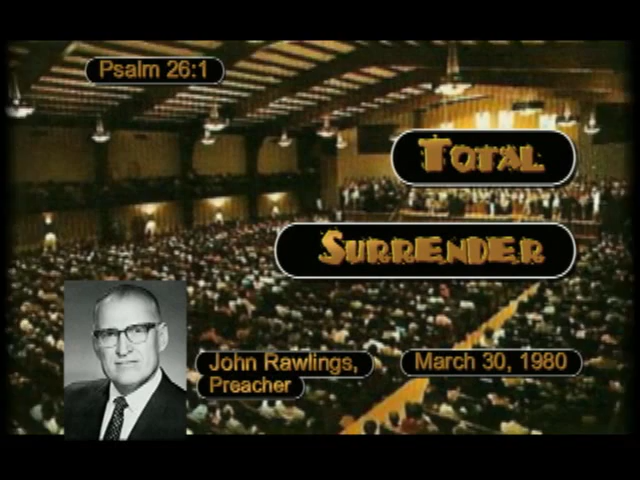 Psalm 26:1
Total
Surrender
John Rawlings,
Preacher
March 30, 1980